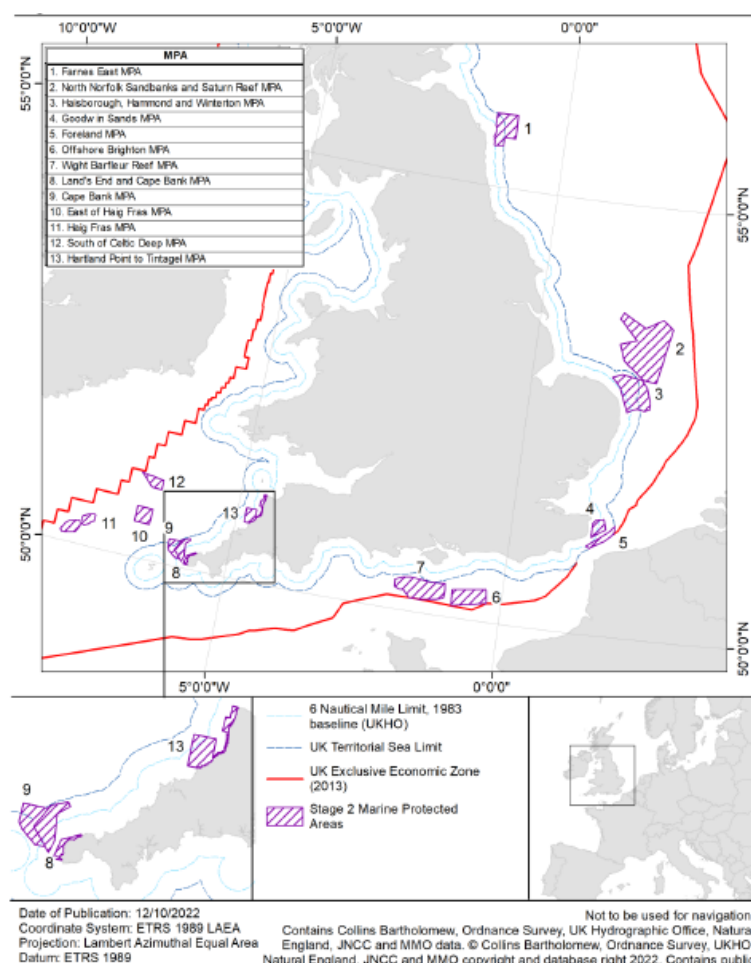 10°0'0"W 5°0'0"W 0°0'0"
MPA
1. Farnes East MPA
2. North Norfolk Sandbanks and Saturn Reef MPA
3. Haisborough, Hammond and Winterton MPA
4. Goodwin Sands MPA
5. Foreland MPA
6. Offshore Brighton MPA
7. Wight Barfleur Reef MPA
8. Land's End and Cape Bank MPA
9. Cape Bank MPA
10. East of Haig Fras MPA
11. Haig Fras MPA
12. South of Celtic Deep MPA
13. Hartland Point to Tintagel MPA
55°0'0"N
55°0'0"N
1
2
3
12
13
4
11
10
9
5
50°0'0"N
8
7
6
50°0'0"N
5°0'0"W 0°0'0"
13
9
8
6 Nautical Mile Limit, 1983
baseline (UKHO)
UK Territorial Sea Limit
UK Exclusive Economic Zone
(2013)
Stage 2 Marine Protected
Areas
Date of Publication: 12/10/2022
Coordinate System: ETRS 1989 LAEA
Projection: Lambert Azimuthal Equal Area
Datum: ETRS 1989
Not to be used for navigation
Contains Collins Bartholomew, Ordnance Survey, UK Hydrographic Office, Natura
England, JNCC and MMO data. © Collins Bartholomew, Ordnance Survey, UKHO
Natural England, JNCC and MMO copyright and database right 2022. Contains publi